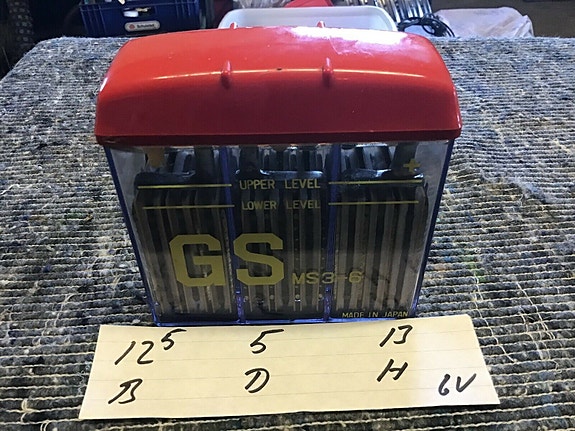 UPPER LEVEL
LOWER LEVEL
GS MS3-6
MADE IN JAPAN
12⁵ 5 13
B D H 6V